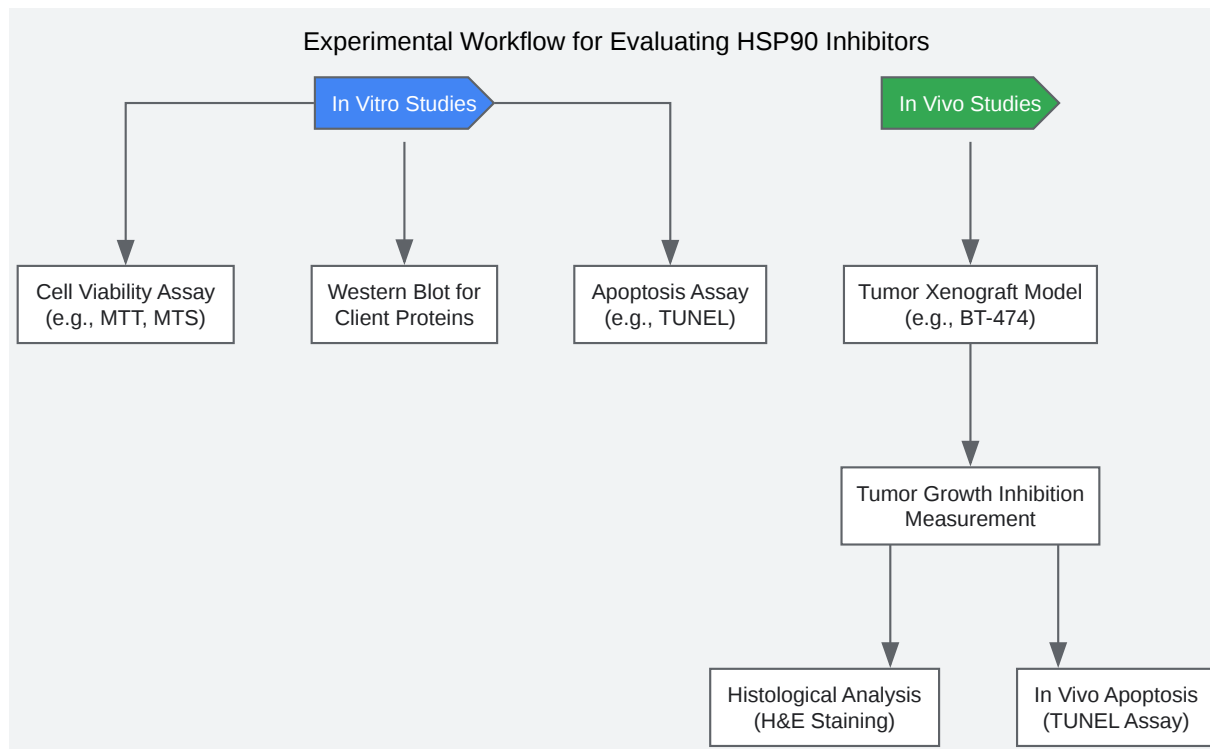 Experimental Workflow for Evaluating HSP90 Inhibitors
In Vitro Studies
In Vivo Studies
Cell Viability Assay
(e.g., MTT, MTS)
Western Blot for
Client Proteins
Apoptosis Assay
(e.g., TUNEL)
Tumor Xenograft Model
(e.g., BT-474)
Tumor Growth Inhibition
Measurement
Histological Analysis
(H&E Staining)
In Vivo Apoptosis
(TUNEL Assay)